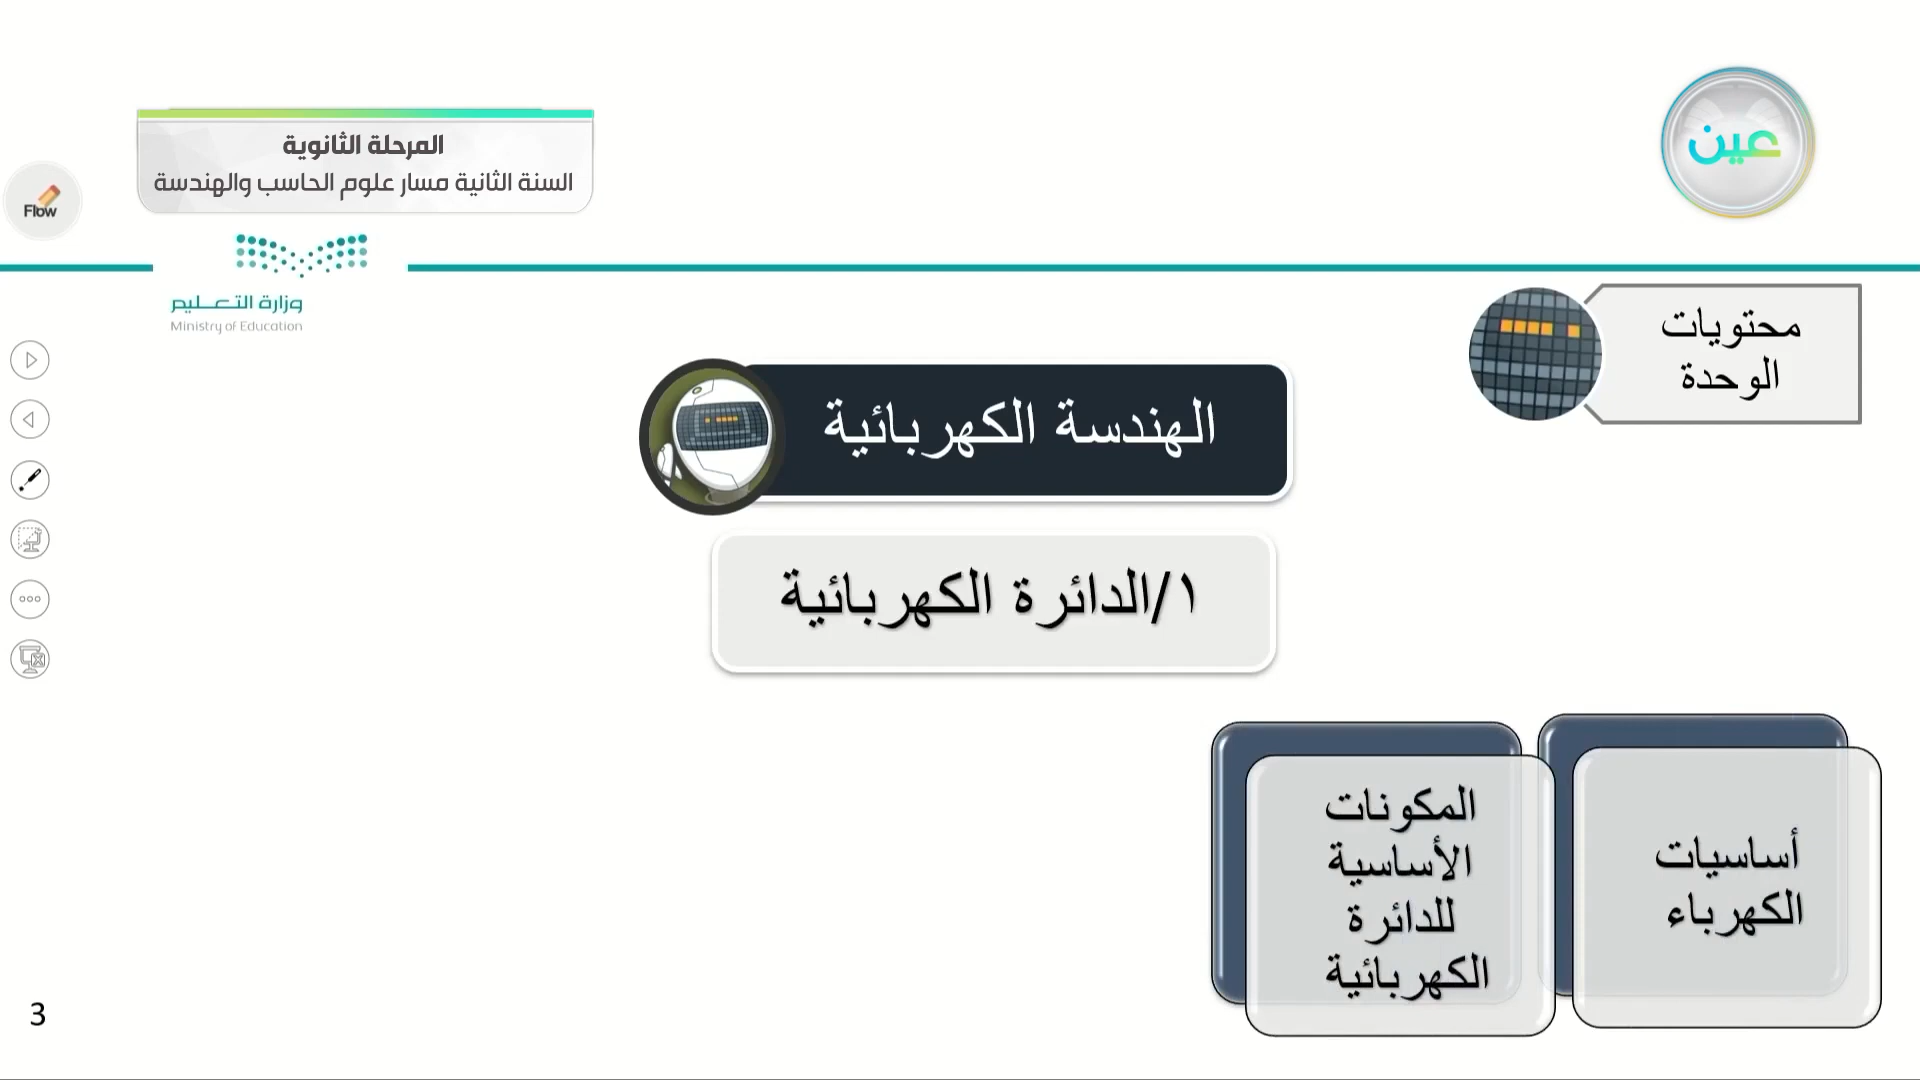 عين
المرحلة الثانوية
السنة الثانية مسار علوم الحاسب والهندسة
Flow
وزارة التعليم
Ministry of Education
محتويات
الوحدة
الهندسة الكهربائية
١/الدائرة الكهربائية
أساسيات
الكهرباء
المكونات
الأساسية
للدائرة
الكهربائية
3